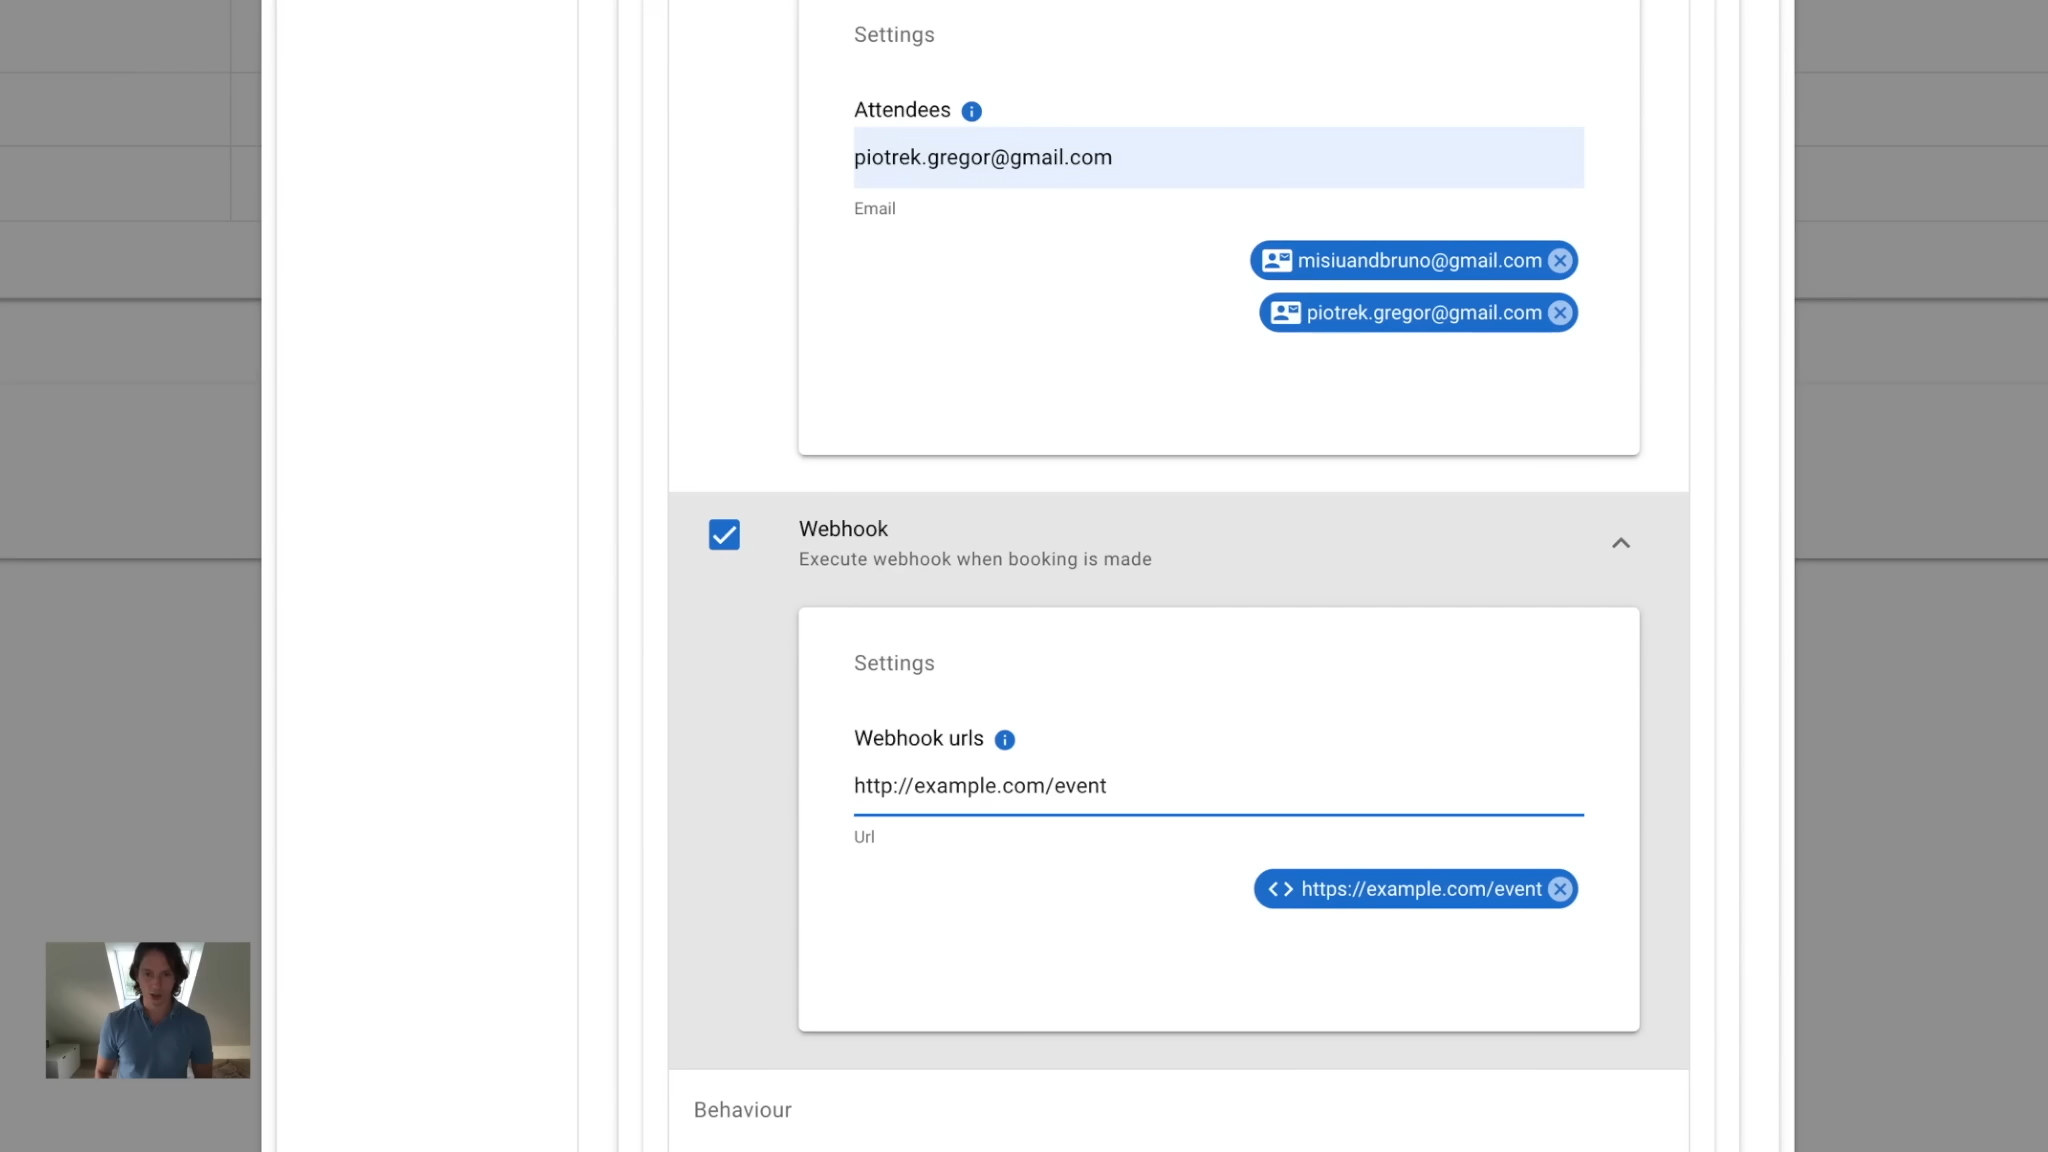 Settings
Attendees
piotrek.gregor@gmail.com
Email
misiuandbruno@gmail.com
piotrek.gregor@gmail.com
Webhook
Execute webhook when booking is made
Settings
Webhook urls
http://example.com/event
Url
https://example.com/event
Behaviour